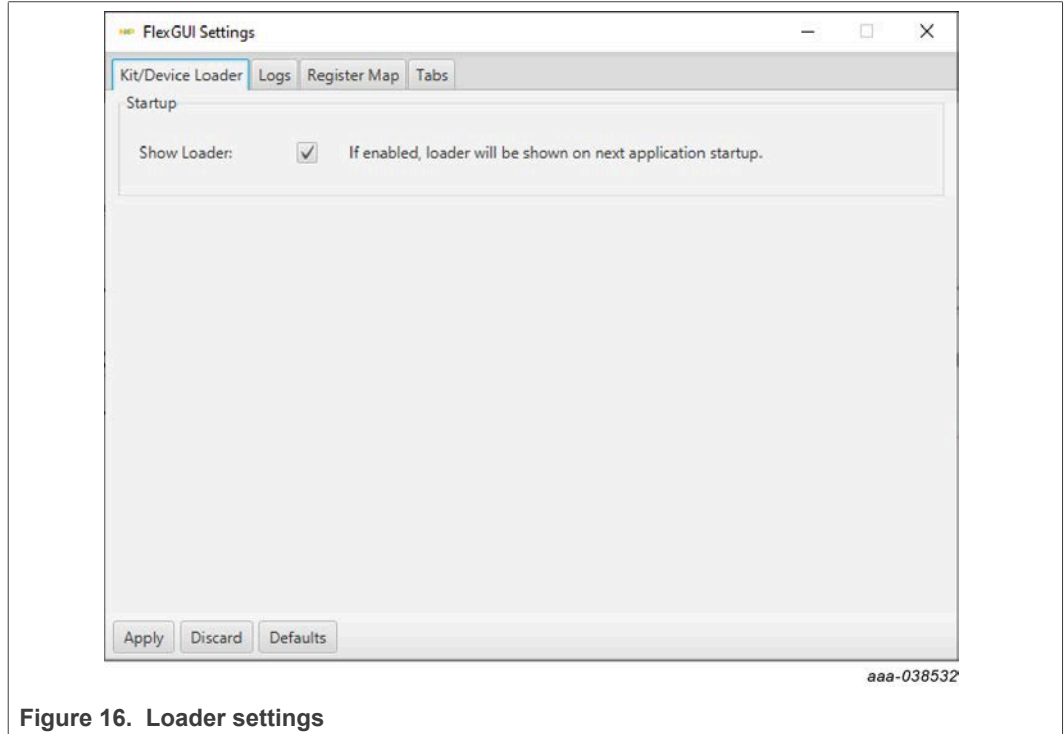 FlexGUI Settings
Kit/Device Loader Logs Register Map Tabs
Startup
Show Loader: If enabled, loader will be shown on next application startup.
Apply Discard Defaults
aaa-038532
Figure 16. Loader settings